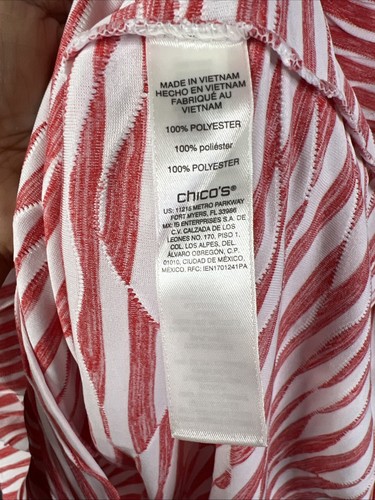 MADE IN VIETNAM
HECHO EN VIETNAM
FABRIQUÉ AU
VIETNAM
100% POLYESTER
100% poliéster
100% POLYESTER
chico's®
US: 11215 METRO PARKWAY
FORT MYERS, FL 33966
MX: I9 ENTERPRISES S.A. DE
C.V. CALZADA DE LOS
LEONES NO. 170, PISO 1,
COL. LOS ALPES, DEL.
ÁLVARO OBREGÓN, C.P.
01010, CIUDAD DE MÉXICO,
MÉXICO, RFC: IEN1701241PA